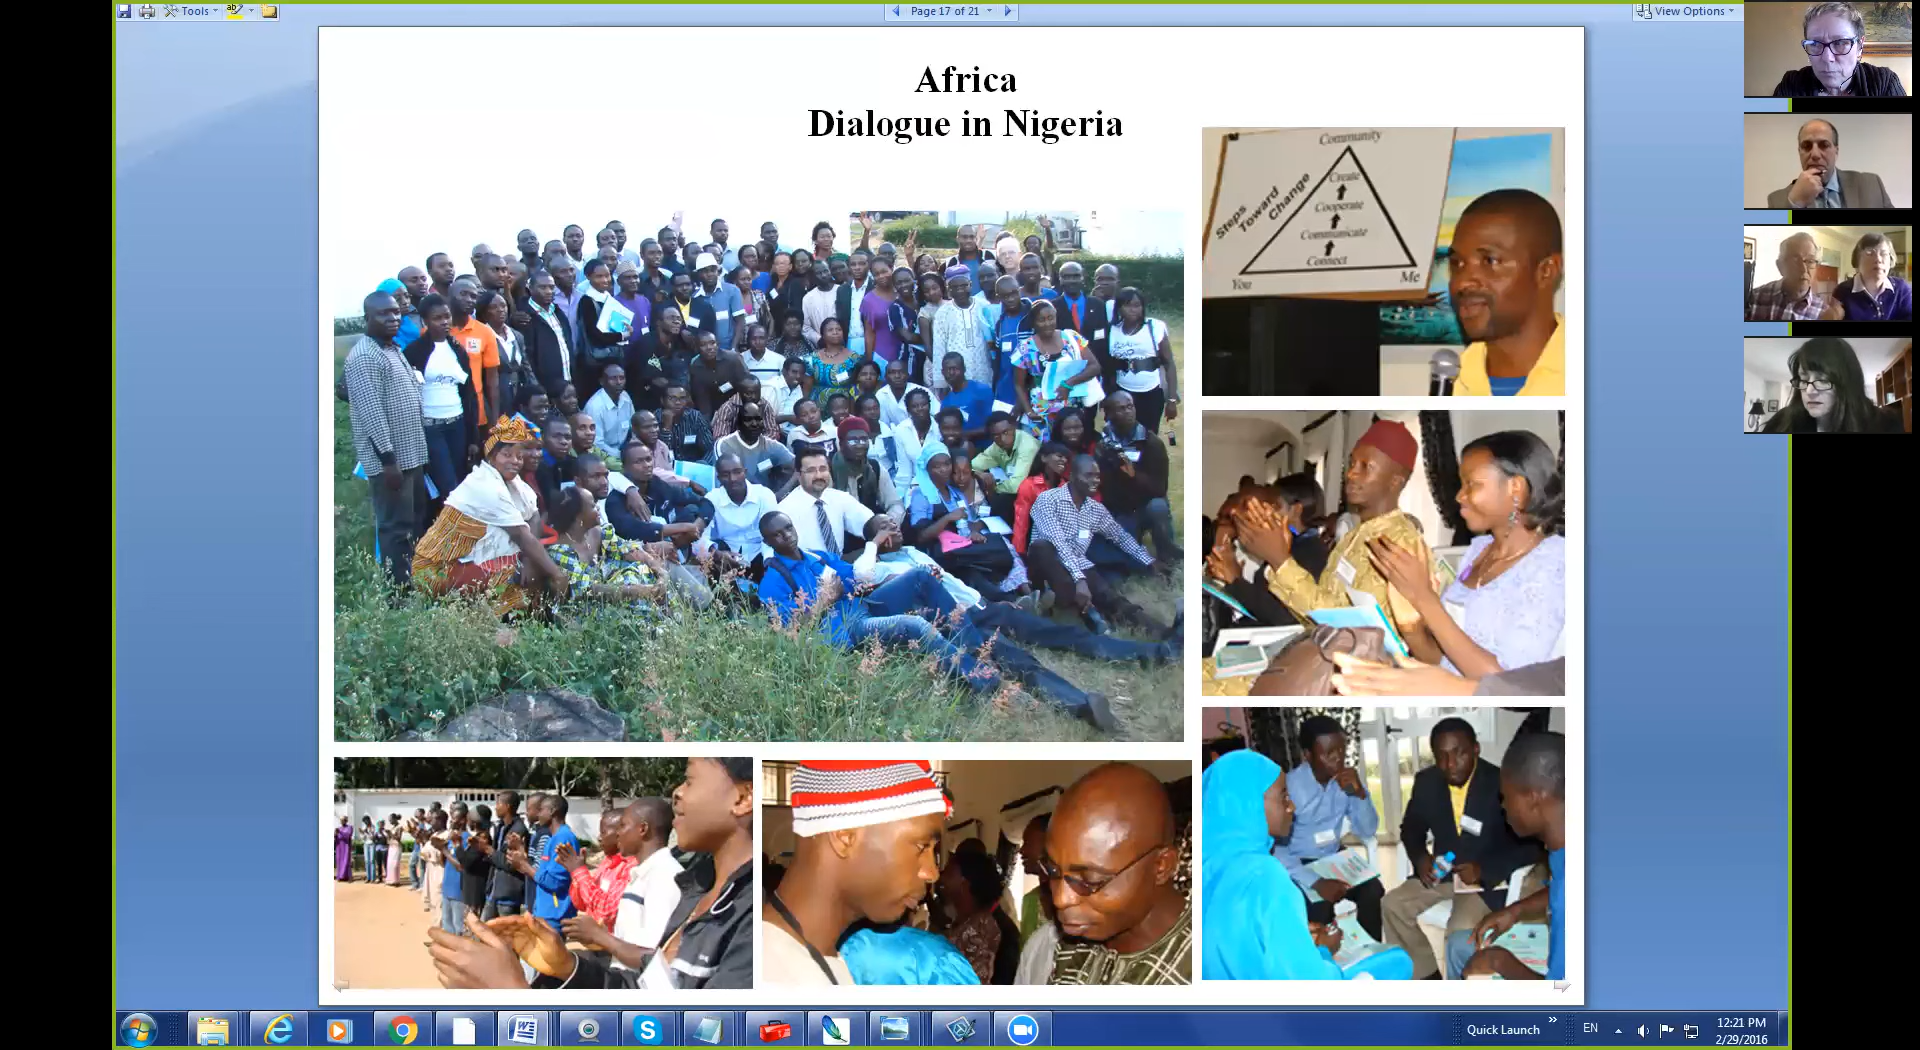 Tools
ab
Page 17 of 21
View Options
Africa
Dialogue in Nigeria
Community
Steps
Toward
Change
Create
Cooperate
Communicate
Connect
You
Me
Quick Launch
EN
12:21 PM
2/29/2016